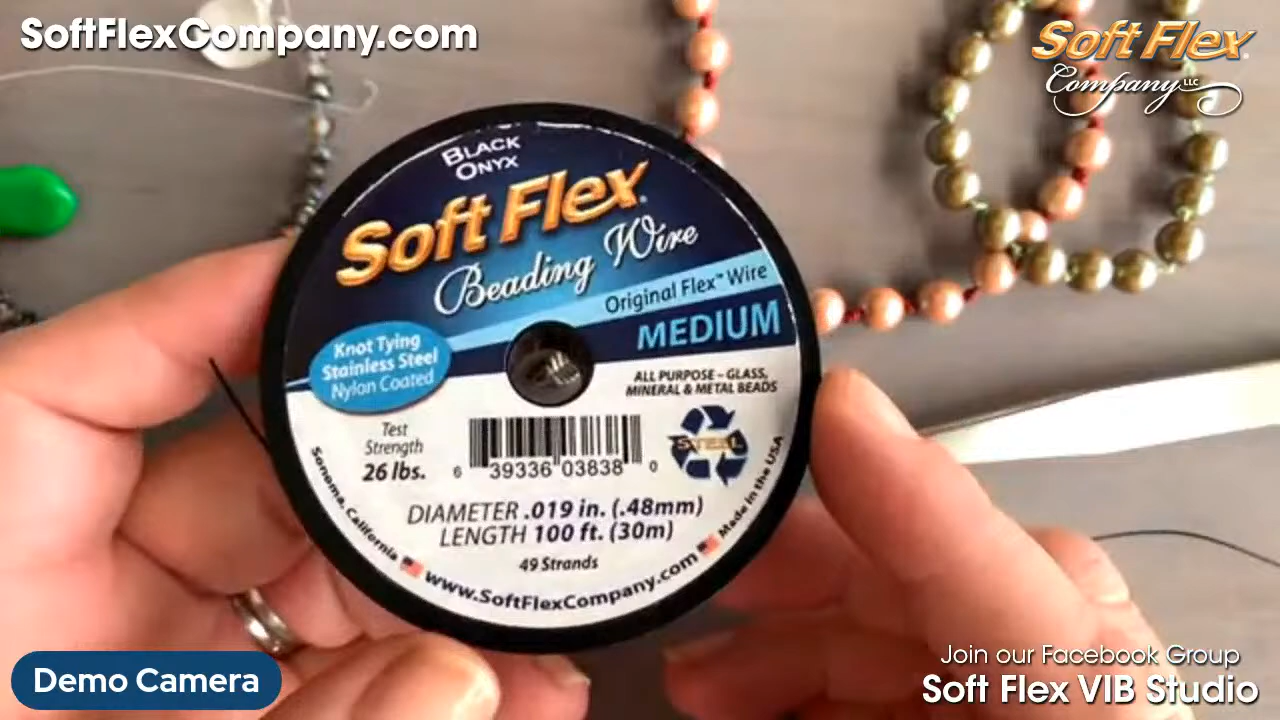 SoftFlexCompany.com
Soft Flex®
Company LLC
BLACK
ONYX
Soft Flex®
Beading Wire
Original Flex™ Wire
MEDIUM
Knot Tying
Stainless Steel
Nylon Coated
ALL PURPOSE – GLASS,
MINERAL & METAL BEADS
Test
Strength
26 lbs.
6 39336 03838 0
STEEL
DIAMETER .019 in. (.48mm)
LENGTH 100 ft. (30m)
49 Strands
Sonoma, California
www.SoftFlexCompany.com
Made in the USA
Demo Camera
Join our Facebook Group
Soft Flex VIB Studio